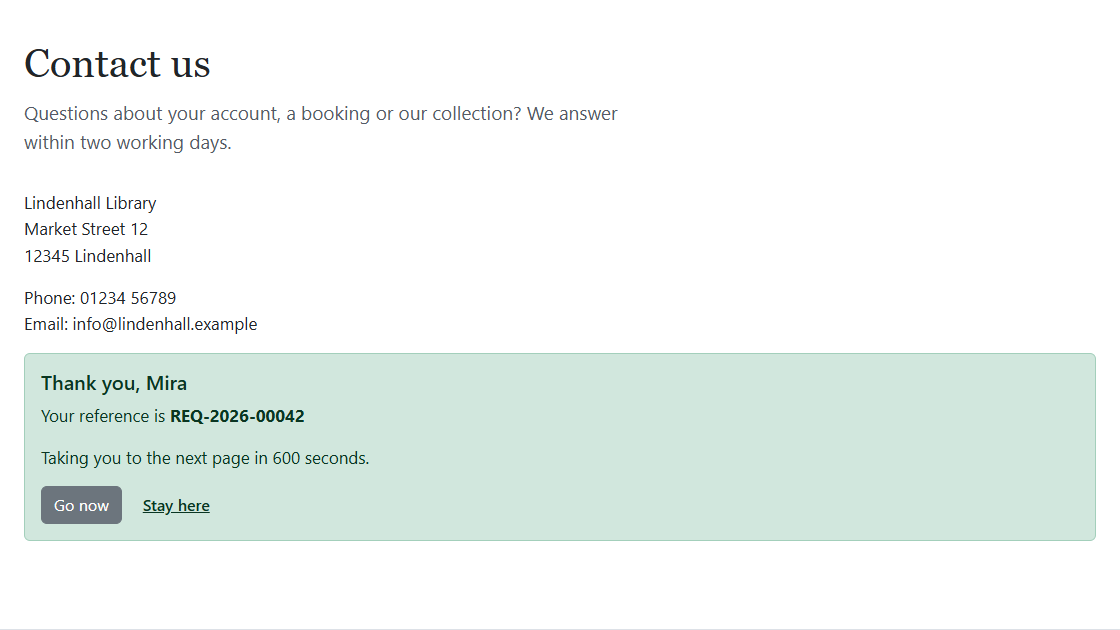 Contact us
Questions about your account, a booking or our collection? We answer
within two working days.
Lindenhall Library
Market Street 12
12345 Lindenhall
Phone: 01234 56789
Email: info@lindenhall.example
Thank you, Mira
Your reference is REQ-2026-00042
Taking you to the next page in 600 seconds.
Go now Stay here